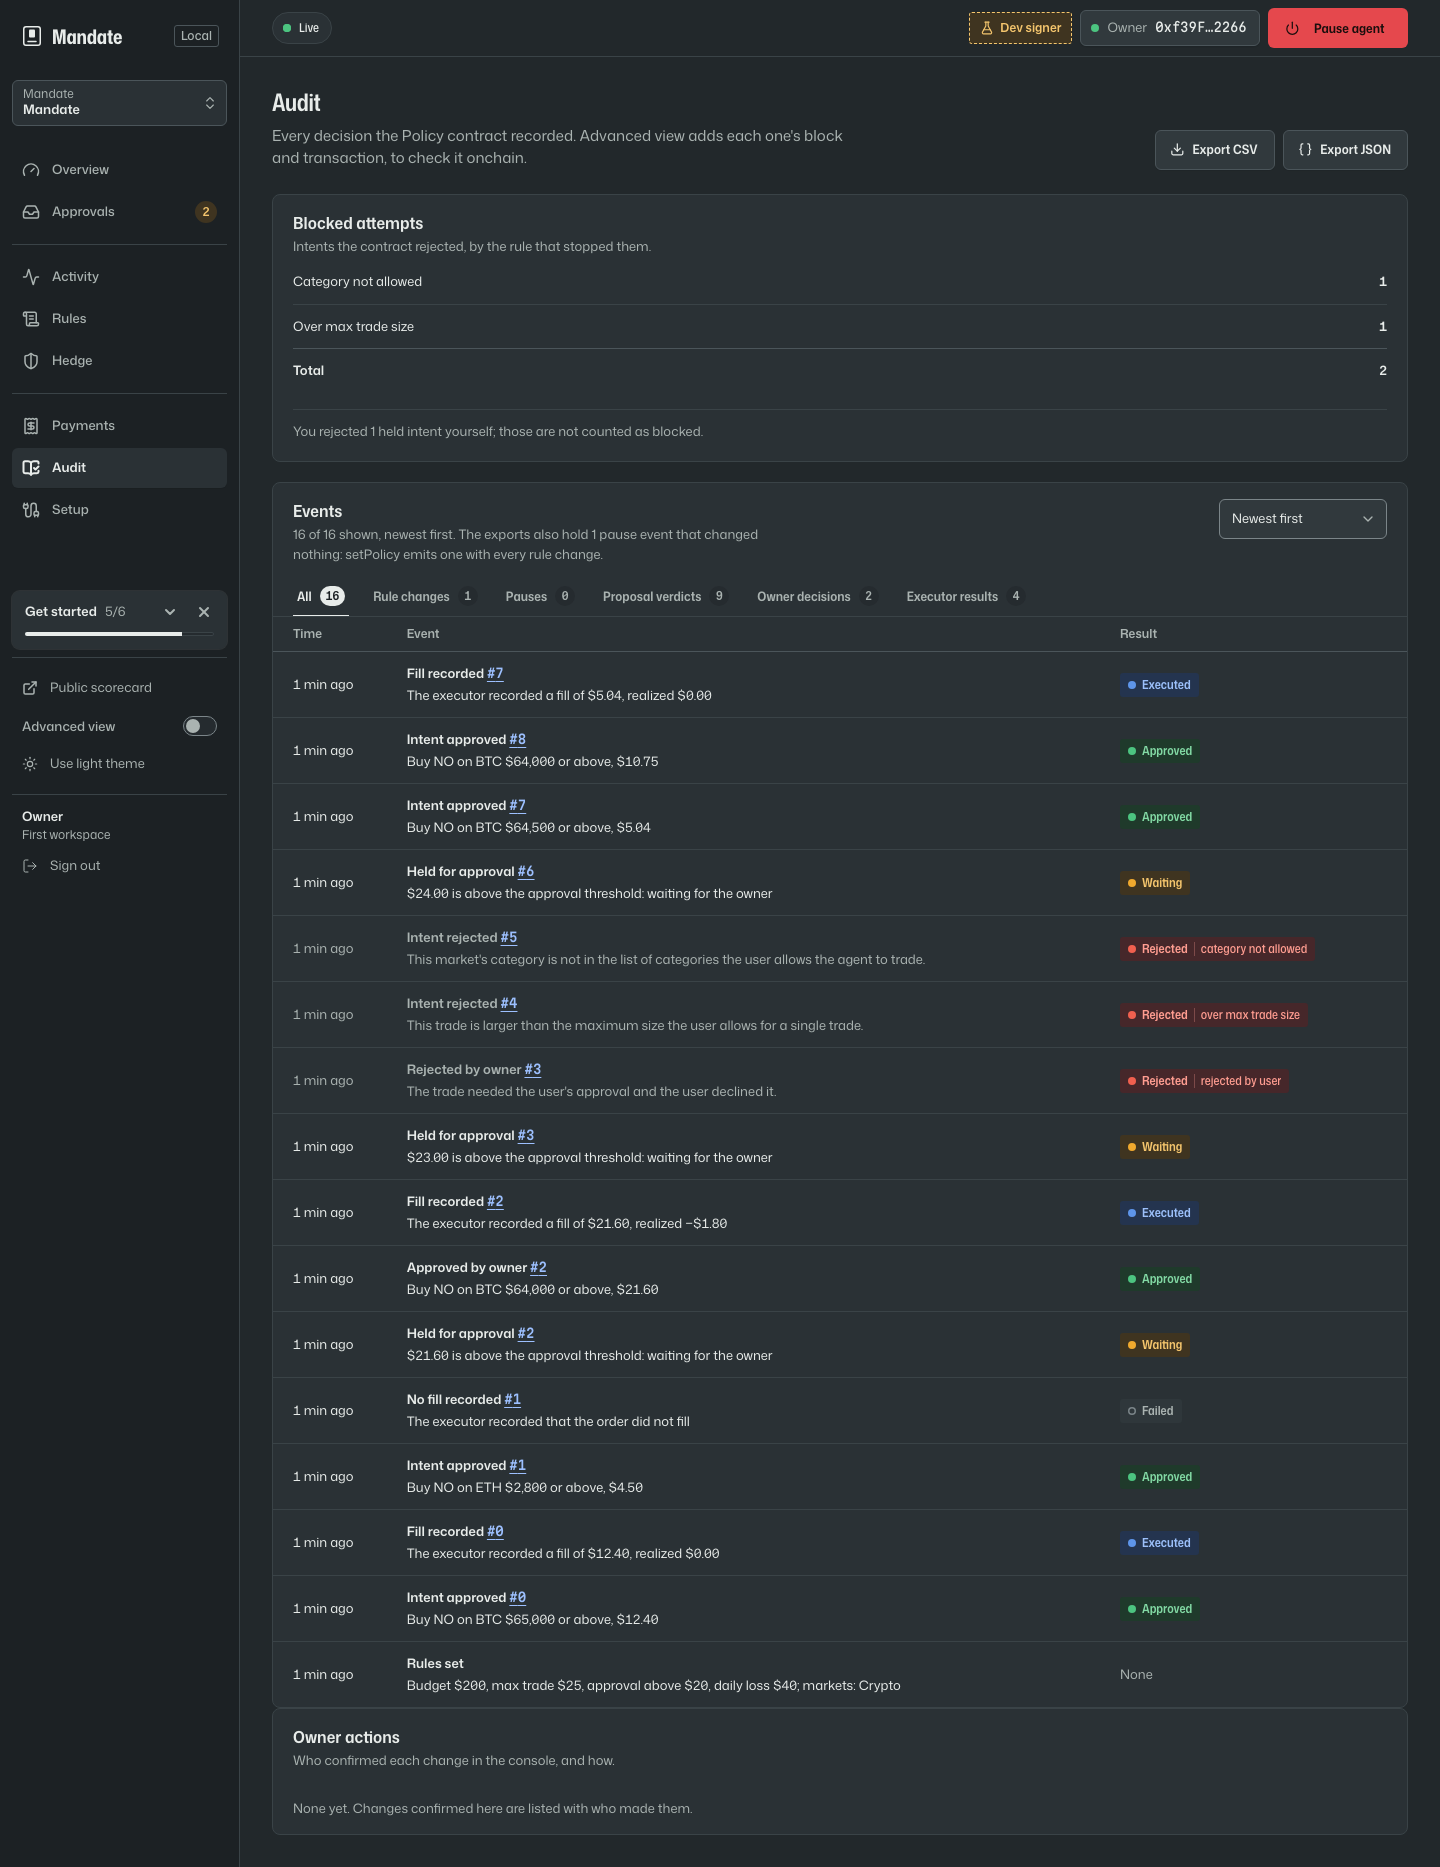 Mandate
Local
Mandate
Mandate
Overview
Approvals 2
Activity
Rules
Hedge
Payments
Audit
Setup
Get started 5/6
Public scorecard
Advanced view
Use light theme
Owner
First workspace
Sign out
Live
Dev signer
Owner 0xf39F…2266
Pause agent
Audit
Every decision the Policy contract recorded. Advanced view adds each one's block
and transaction, to check it onchain.
Export CSV
Export JSON
Blocked attempts
Intents the contract rejected, by the rule that stopped them.
Category not allowed 1
Over max trade size 1
Total 2
You rejected 1 held intent yourself; those are not counted as blocked.
Events
16 of 16 shown, newest first. The exports also hold 1 pause event that changed
nothing: setPolicy emits one with every rule change.
Newest first
All 16 Rule changes 1 Pauses 0 Proposal verdicts 9 Owner decisions 2 Executor results 4
Time Event Result
1 min ago
Fill recorded #7
The executor recorded a fill of $5.04, realized $0.00
Executed
1 min ago
Intent approved #8
Buy NO on BTC $64,000 or above, $10.75
Approved
1 min ago
Intent approved #7
Buy NO on BTC $64,500 or above, $5.04
Approved
1 min ago
Held for approval #6
$24.00 is above the approval threshold: waiting for the owner
Waiting
1 min ago
Intent rejected #5
This market's category is not in the list of categories the user allows the agent to trade.
Rejected | category not allowed
1 min ago
Intent rejected #4
This trade is larger than the maximum size the user allows for a single trade.
Rejected | over max trade size
1 min ago
Rejected by owner #3
The trade needed the user's approval and the user declined it.
Rejected | rejected by user
1 min ago
Held for approval #3
$23.00 is above the approval threshold: waiting for the owner
Waiting
1 min ago
Fill recorded #2
The executor recorded a fill of $21.60, realized −$1.80
Executed
1 min ago
Approved by owner #2
Buy NO on BTC $64,000 or above, $21.60
Approved
1 min ago
Held for approval #2
$21.60 is above the approval threshold: waiting for the owner
Waiting
1 min ago
No fill recorded #1
The executor recorded that the order did not fill
Failed
1 min ago
Intent approved #1
Buy NO on ETH $2,800 or above, $4.50
Approved
1 min ago
Fill recorded #0
The executor recorded a fill of $12.40, realized $0.00
Executed
1 min ago
Intent approved #0
Buy NO on BTC $65,000 or above, $12.40
Approved
1 min ago
Rules set
Budget $200, max trade $25, approval above $20, daily loss $40; markets: Crypto
None
Owner actions
Who confirmed each change in the console, and how.
None yet. Changes confirmed here are listed with who made them.